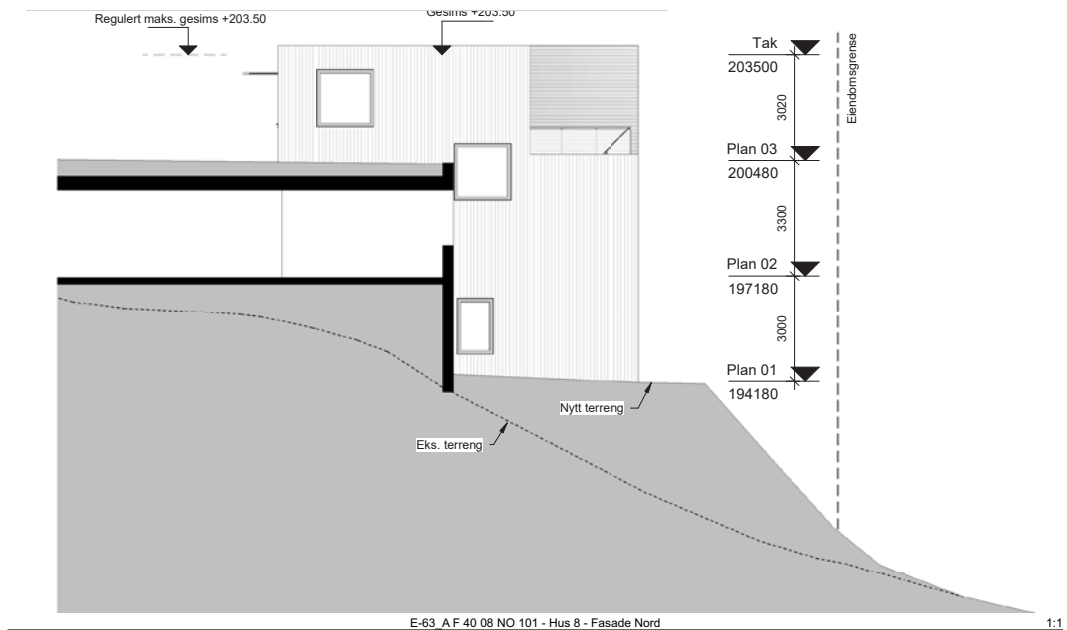 Regulert maks. gesims +203.50
Gesims +203.50
Tak
203500
3020
Eiendomsgrense
Plan 03
200480
3300
Plan 02
197180
3000
Plan 01
194180
Nytt terreng
Eks. terreng
E-63_A F 40 08 NO 101 - Hus 8 - Fasade Nord
1:1